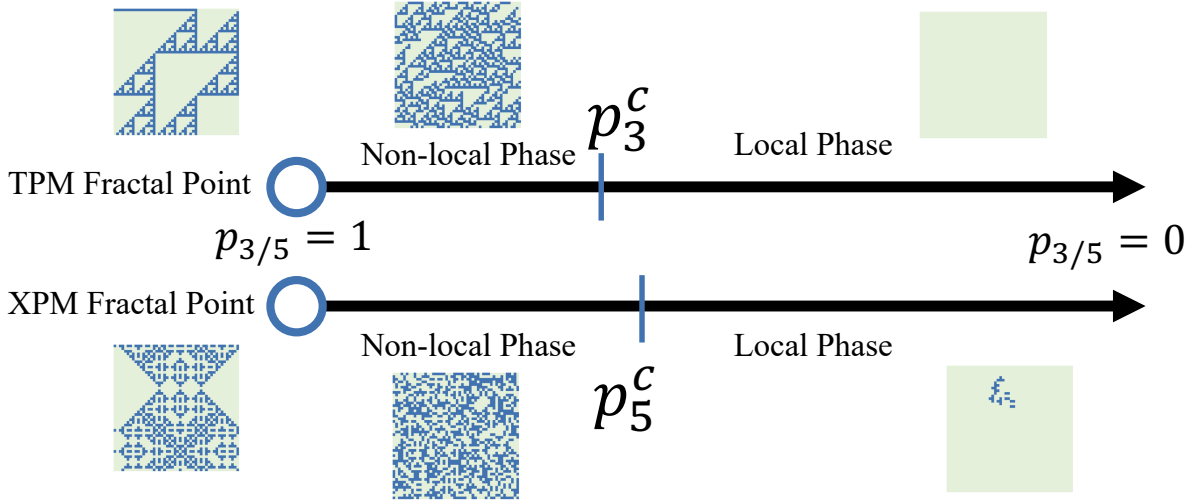 p_3^c
Non-local Phase
Local Phase
TPM Fractal Point
p_{3/5} = 1
p_{3/5} = 0
XPM Fractal Point
Non-local Phase
Local Phase
p_5^c